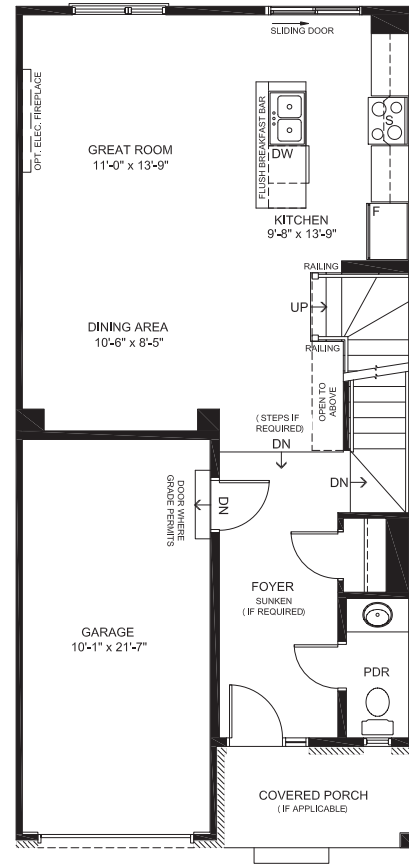 SLIDING DOOR
OPT. ELEC. FIREPLACE
GREAT ROOM
11'-0" x 13'-9"
FLUSH BREAKFAST BAR
DW
S
F
KITCHEN
9'-8" x 13'-9"
RAILING
UP
RAILING
DINING AREA
10'-6" x 8'-5"
OPEN TO
ABOVE
( STEPS IF
REQUIRED)
DN
DN
DOOR WHERE
GRADE PERMITS
DN
FOYER
SUNKEN
( IF REQUIRED)
GARAGE
10'-1" x 21'-7"
PDR
COVERED PORCH
( IF APPLICABLE)